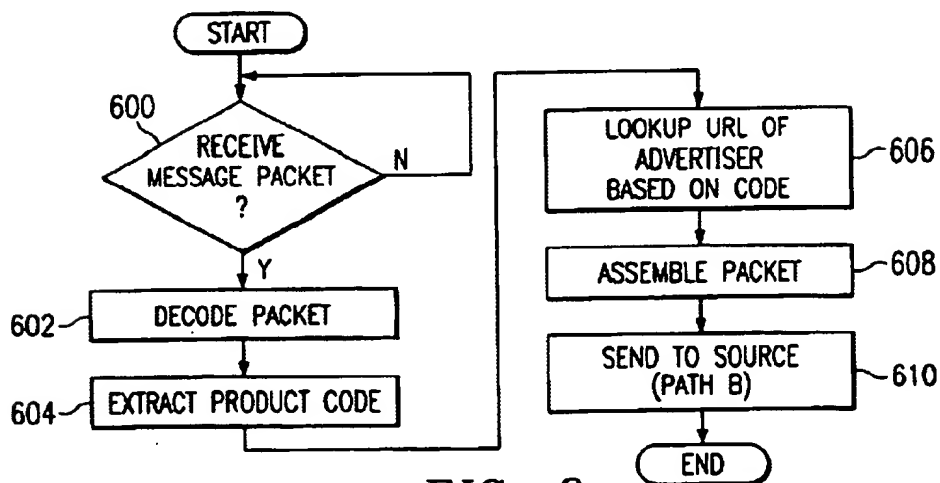 START
600
RECEIVE
MESSAGE PACKET
?
N
Y
602
DECODE PACKET
604
EXTRACT PRODUCT CODE
LOOKUP URL OF
ADVERTISER
BASED ON CODE
606
ASSEMBLE PACKET
608
SEND TO SOURCE
(PATH B)
610
END